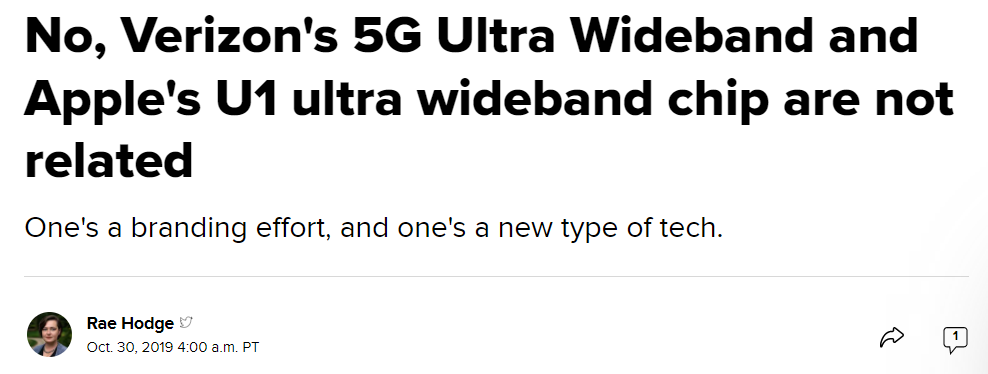 No, Verizon's 5G Ultra Wideband and
Apple's U1 ultra wideband chip are not
related
One's a branding effort, and one's a new type of tech.
Rae Hodge
Oct. 30, 2019 4:00 a.m. PT
1